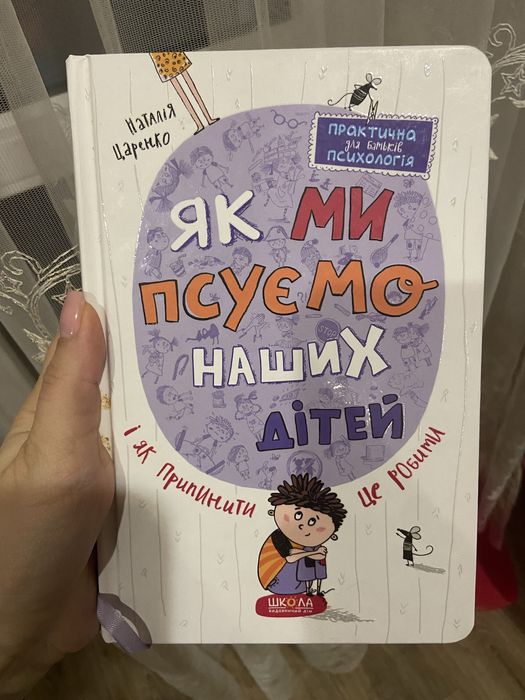 Наталія
Царенко
ПРАКТИЧНА
для батьків
ПСИХОЛОГІЯ
ЯК МИ
ПСУЄМО
НАШИХ
ДІТЕЙ
І ЯК ПРИПИНИТИ
ЦЕ РОБИТИ
ШКОЛА
ВИДАВНИЧИЙ ДІМ
STOP